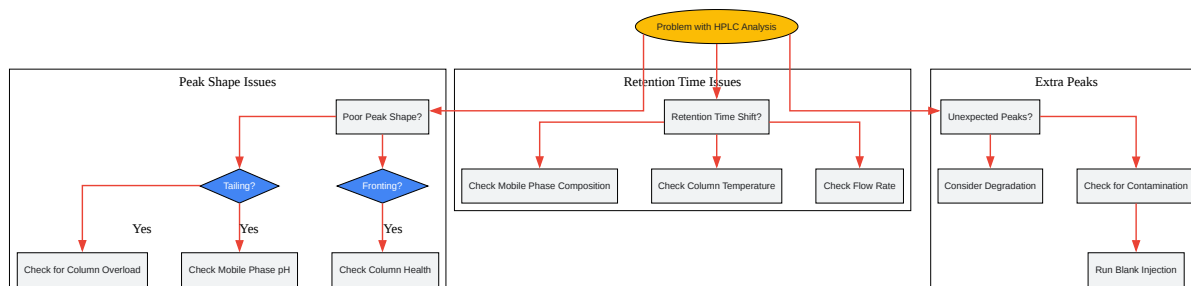 Problem with HPLC Analysis
Peak Shape Issues
Retention Time Issues
Extra Peaks
Poor Peak Shape?
Retention Time Shift?
Unexpected Peaks?
Tailing?
Fronting?
Check Mobile Phase Composition
Check Column Temperature
Check Flow Rate
Consider Degradation
Check for Contamination
Yes
Yes
Yes
Check for Column Overload
Check Mobile Phase pH
Check Column Health
Run Blank Injection